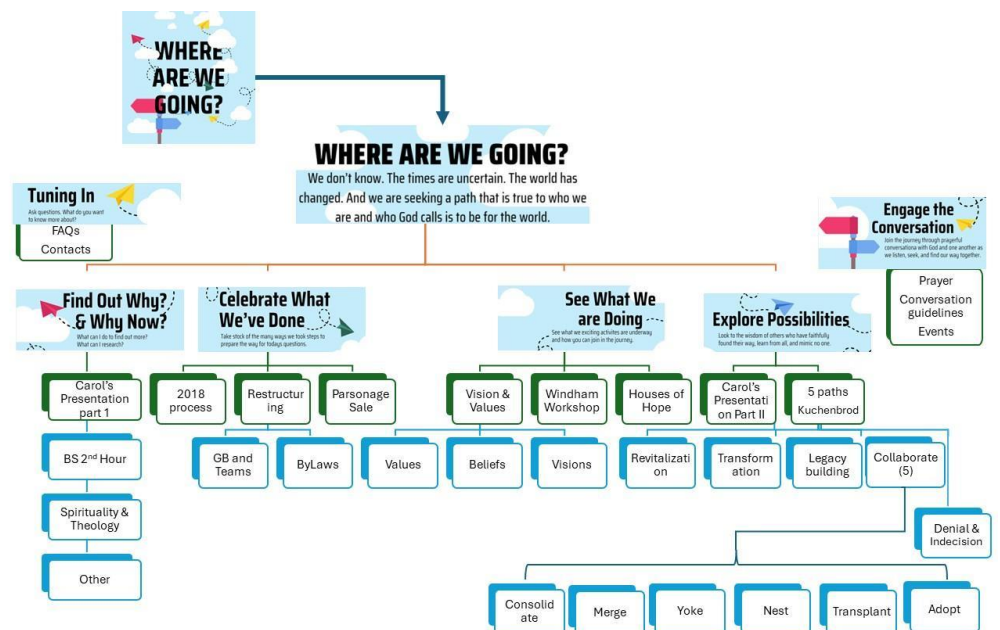 WHERE
ARE WE
GOING?
WHERE ARE WE GOING?
We don't know. The times are uncertain. The world has
changed. And we are seeking a path that is true to who we
are and who God calls is to be for the world.
Tuning In
Ask questions. What do you want
to know more about?
FAQs
Contacts
Engage the
Conversation
Join the journey through prayerful
conversationa with God and one another as
we listen, seek, and find our way together.
Prayer
Conversation
guidelines
Events
Find Out Why?
& Why Now?
What can I do to find out more?
What can I research?
Celebrate What
We've Done
Take stock of the many ways we took steps to
prepare the way for todays questions.
See What We
are Doing
See what we exciting activites are underway
and how you can join in the journey.
Explore Possibilities
Look to the wisdom of others who have faithfully
found their way, learn from all, and mimic no one.
Carol's
Presentation
part 1
2018
process
Restructur
ing
Parsonage
Sale
Vision &
Values
Windham
Workshop
Houses of
Hope
Carol's
Presentati
on Part II
5 paths
Kuchenbrod
BS 2nd Hour
GB and
Teams
ByLaws
Values
Beliefs
Visions
Revitalizati
on
Transform
ation
Legacy
building
Collaborate
(5)
Spirituality &
Theology
Denial &
Indecision
Other
Consolid
ate
Merge
Yoke
Nest
Transplant
Adopt